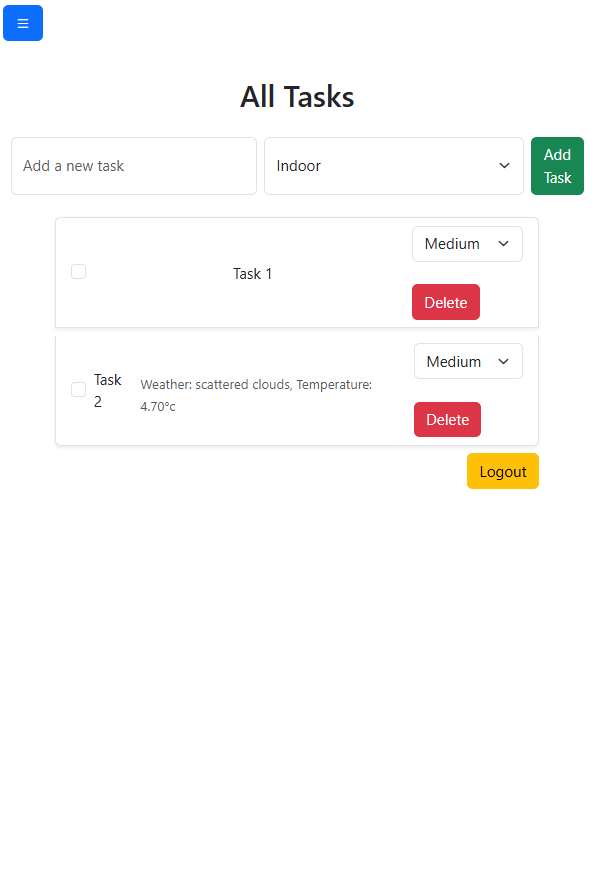 All Tasks
Add a new task
Indoor
Add
Task
Task 1
Medium
Delete
Task
2
Weather: scattered clouds, Temperature:
4.70°c
Medium
Delete
Logout